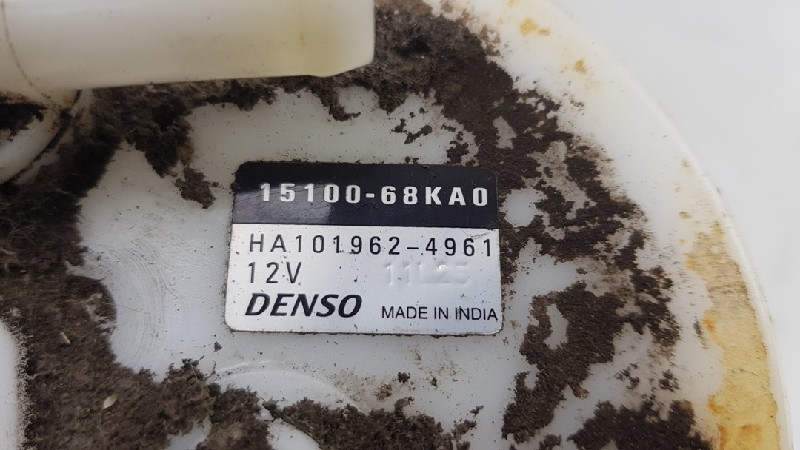 15100-68KA0
HA101962-4961
12V 11L25
DENSO MADE IN INDIA